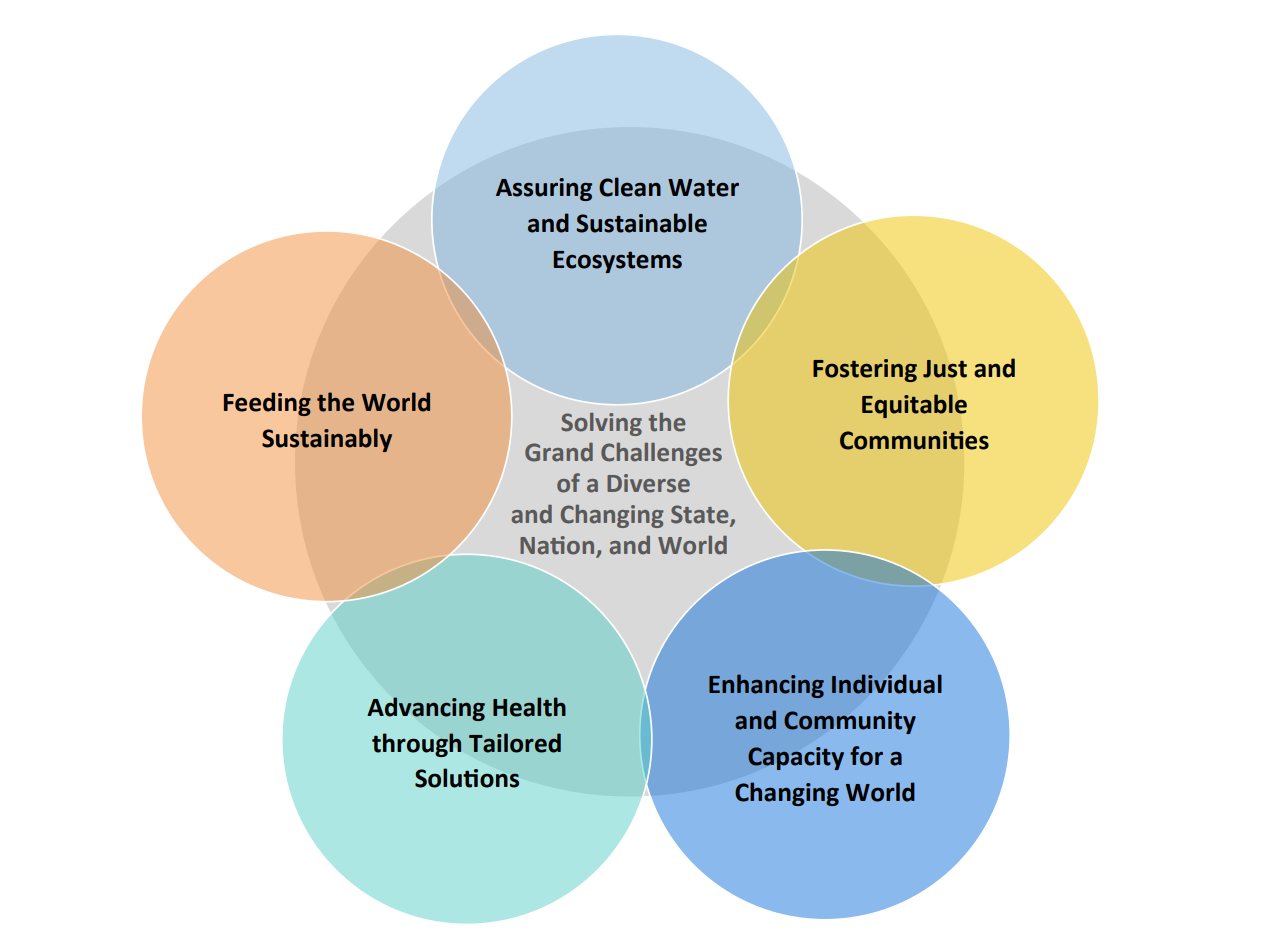 Assuring Clean Water
and Sustainable
Ecosystems
Fostering Just and
Equitable
Communities
Feeding the World
Sustainably
Solving the
Grand Challenges
of a Diverse
and Changing State,
Nation, and World
Enhancing Individual
and Community
Capacity for a
Changing World
Advancing Health
through Tailored
Solutions